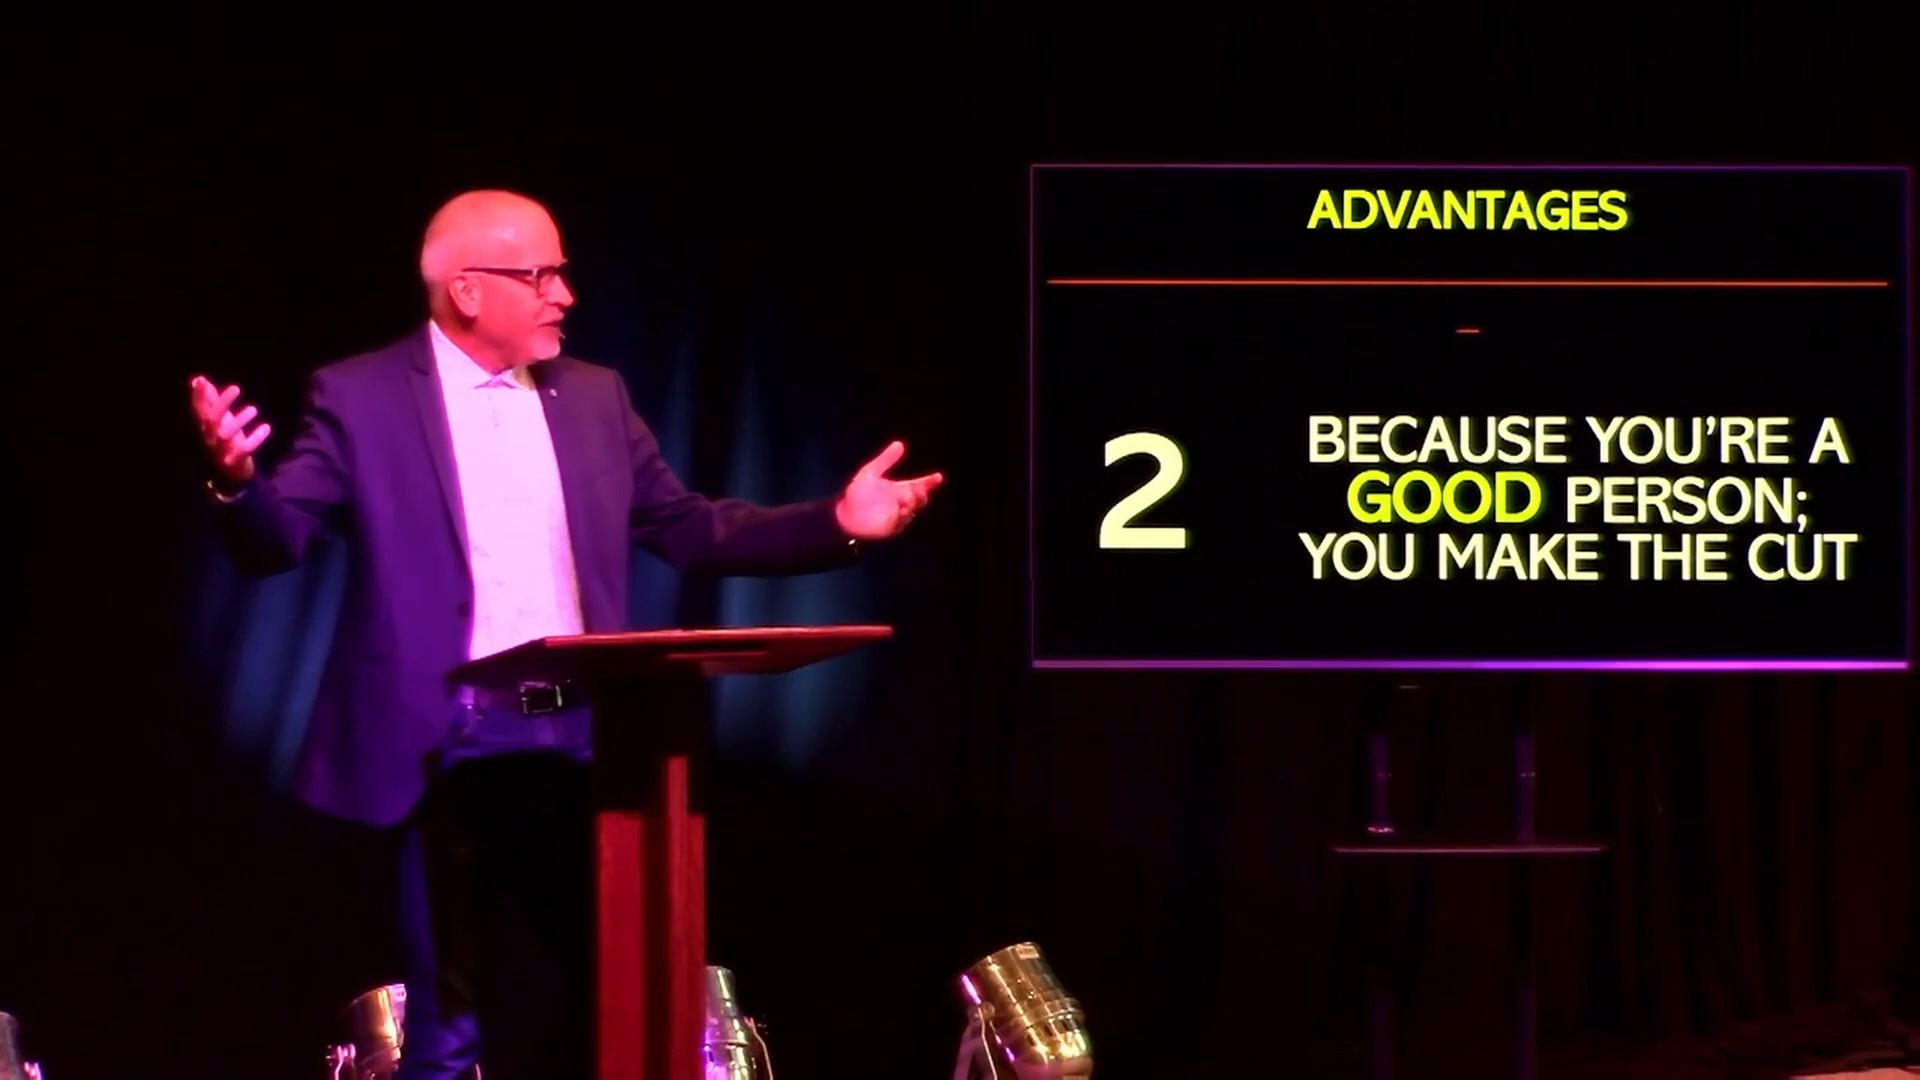 ADVANTAGES
2
BECAUSE YOU'RE A
GOOD PERSON;
YOU MAKE THE CUT